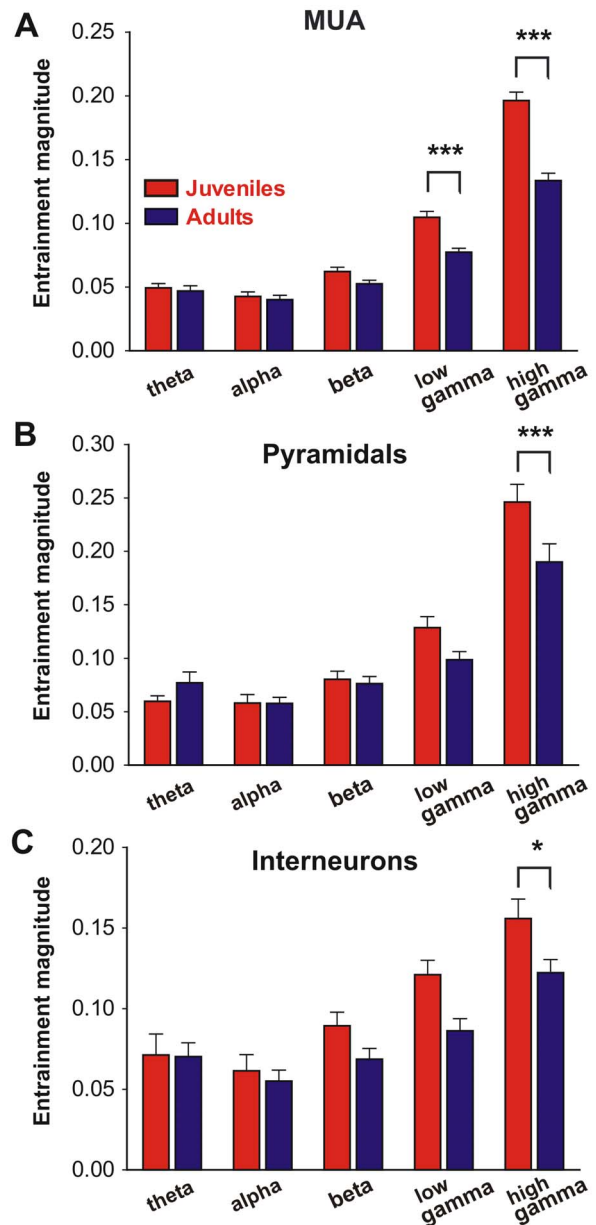 A
MUA
Entrainment magnitude
0.25
0.20
0.15
0.10
0.05
0.00
***
***
Juveniles
Adults
theta
alpha
beta
low
gamma
high
gamma
B
Pyramidals
Entrainment magnitude
0.30
0.25
0.20
0.15
0.10
0.05
0.00
***
theta
alpha
beta
low
gamma
high
gamma
C
Interneurons
Entrainment magnitude
0.20
0.15
0.10
0.05
0.00
*
theta
alpha
beta
low
gamma
high
gamma